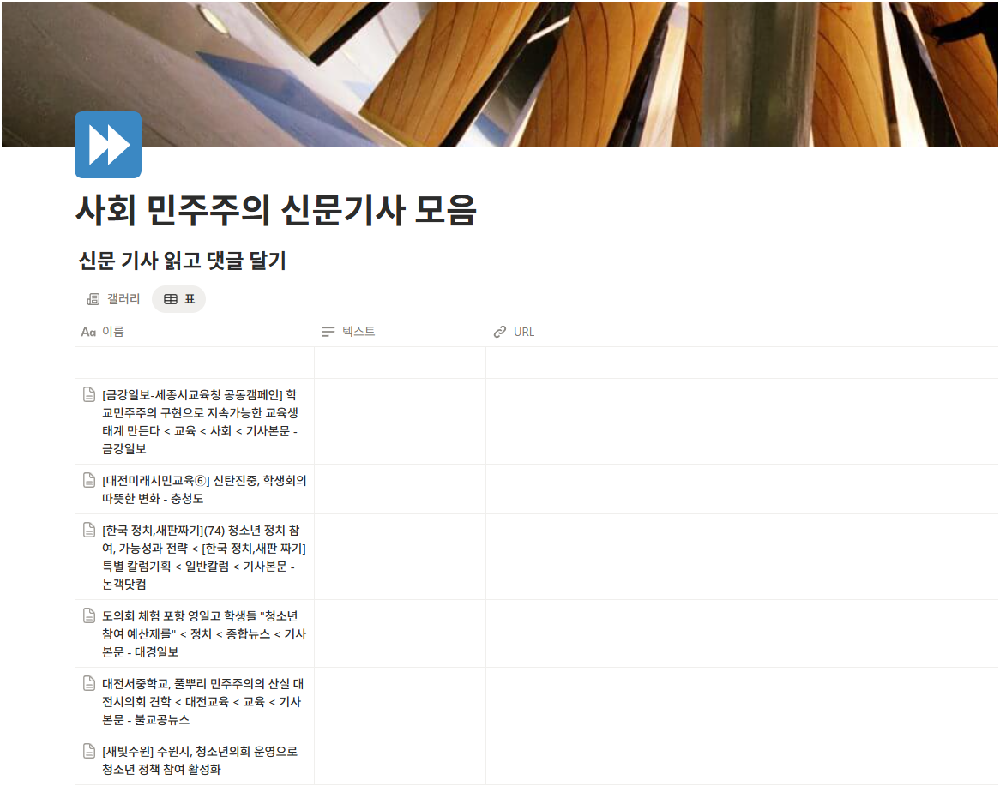 사회 민주주의 신문기사 모음
신문 기사 읽고 댓글 달기
갤러리 표
Aa 이름 텍스트 URL
[금강일보-세종시교육청 공동캠페인] 학
교민주주의 구현으로 지속가능한 교육생
태계 만든다 < 교육 < 사회 < 기사본문 -
금강일보
[대전미래시민교육⑥] 신탄진중, 학생회의
따뜻한 변화 - 충청도
[한국 정치,새판짜기](74) 청소년 정치 참
여, 가능성과 전략 < [한국 정치,새판 짜기]
특별 칼럼기획 < 일반칼럼 < 기사본문 -
논객닷컴
도의회 체험 포항 영일고 학생들 "청소년
참여 예산제를" < 정치 < 종합뉴스 < 기사
본문 - 대경일보
대전서중학교, 풀뿌리 민주주의의 산실 대
전시의회 견학 < 대전교육 < 교육 < 기사
본문 - 불교공뉴스
[새빛수원] 수원시, 청소년의회 운영으로
청소년 정책 참여 활성화